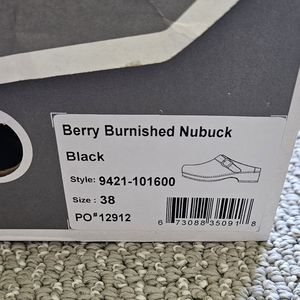 Berry Burnished Nubuck
Black
Style: 9421-101600
Size : 38
PO#12912
6 73088 35091 8